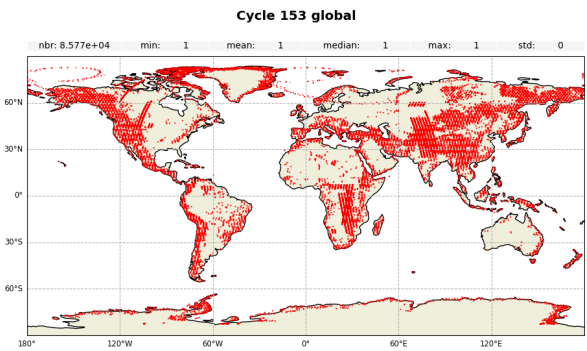 Cycle 153 global
nbr: 8.577e+04 min: 1 mean: 1 median: 1 max: 1 std: 0
60°N
30°N
0°
30°S
60°S
180° 120°W 60°W 0° 60°E 120°E